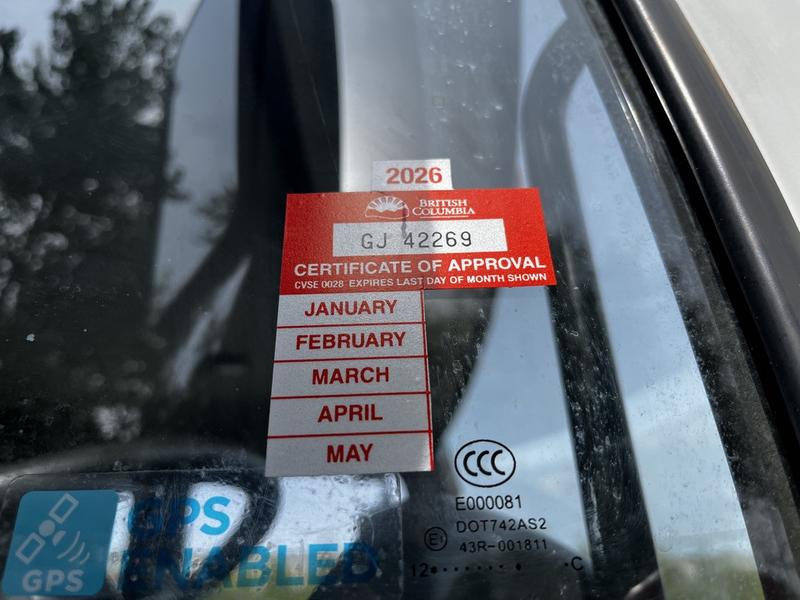 2026
BRITISH
COLUMBIA
GJ 42269
CERTIFICATE OF APPROVAL
CVSE 0028 EXPIRES LAST DAY OF MONTH SHOWN
JANUARY
FEBRUARY
MARCH
APRIL
MAY
CCC
E000081
DOT742AS2
43R-001811
12
C
GPS
ENABLED
GPS